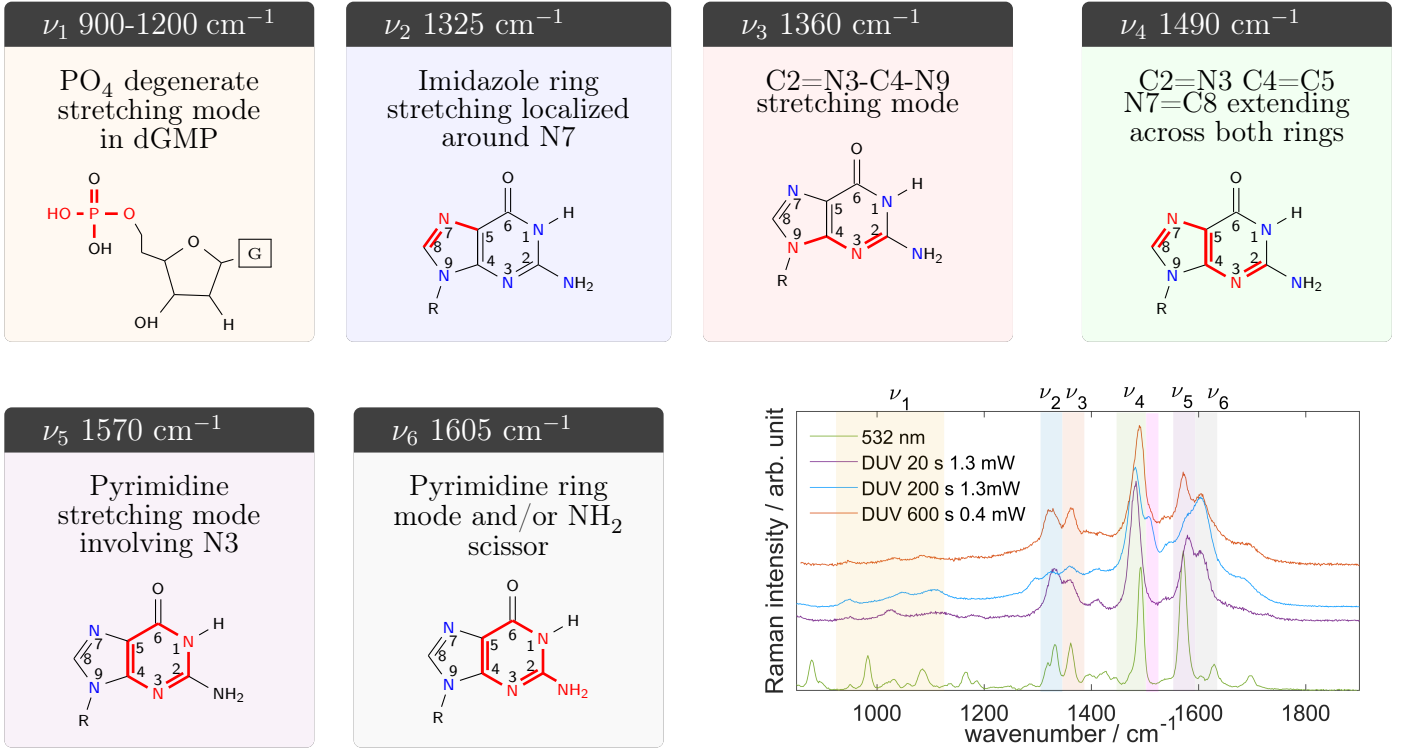 ν₁ 900-1200 cm⁻¹
PO₄ degenerate
stretching mode
in dGMP
O
HO P O
OH
O
G
OH
H
ν₂ 1325 cm⁻¹
Imidazole ring
stretching localized
around N7
O
H
N 7 5 6 1 N
8 4 3 2
9 N N NH₂
R
ν₃ 1360 cm⁻¹
C2=N3-C4-N9
stretching mode
O
H
N 7 5 6 1 N
8 4 3 2
9 N N NH₂
R
ν₄ 1490 cm⁻¹
C2=N3 C4=C5
N7=C8 extending
across both rings
O
H
N 7 5 6 1 N
8 4 3 2
9 N N NH₂
R
ν₅ 1570 cm⁻¹
Pyrimidine
stretching mode
involving N3
O
H
N 7 5 6 1 N
8 4 3 2
9 N N NH₂
R
ν₆ 1605 cm⁻¹
Pyrimidine ring
mode and/or NH₂
scissor
O
H
N 7 5 6 1 N
8 4 3 2
9 N N NH₂
R
ν₁ ν₂ ν₃ ν₄ ν₅ ν₆
Raman intensity / arb. unit
532 nm
DUV 20 s 1.3 mW
DUV 200 s 1.3mW
DUV 600 s 0.4 mW
1000 1200 1400 1600 1800
wavenumber / cm⁻¹